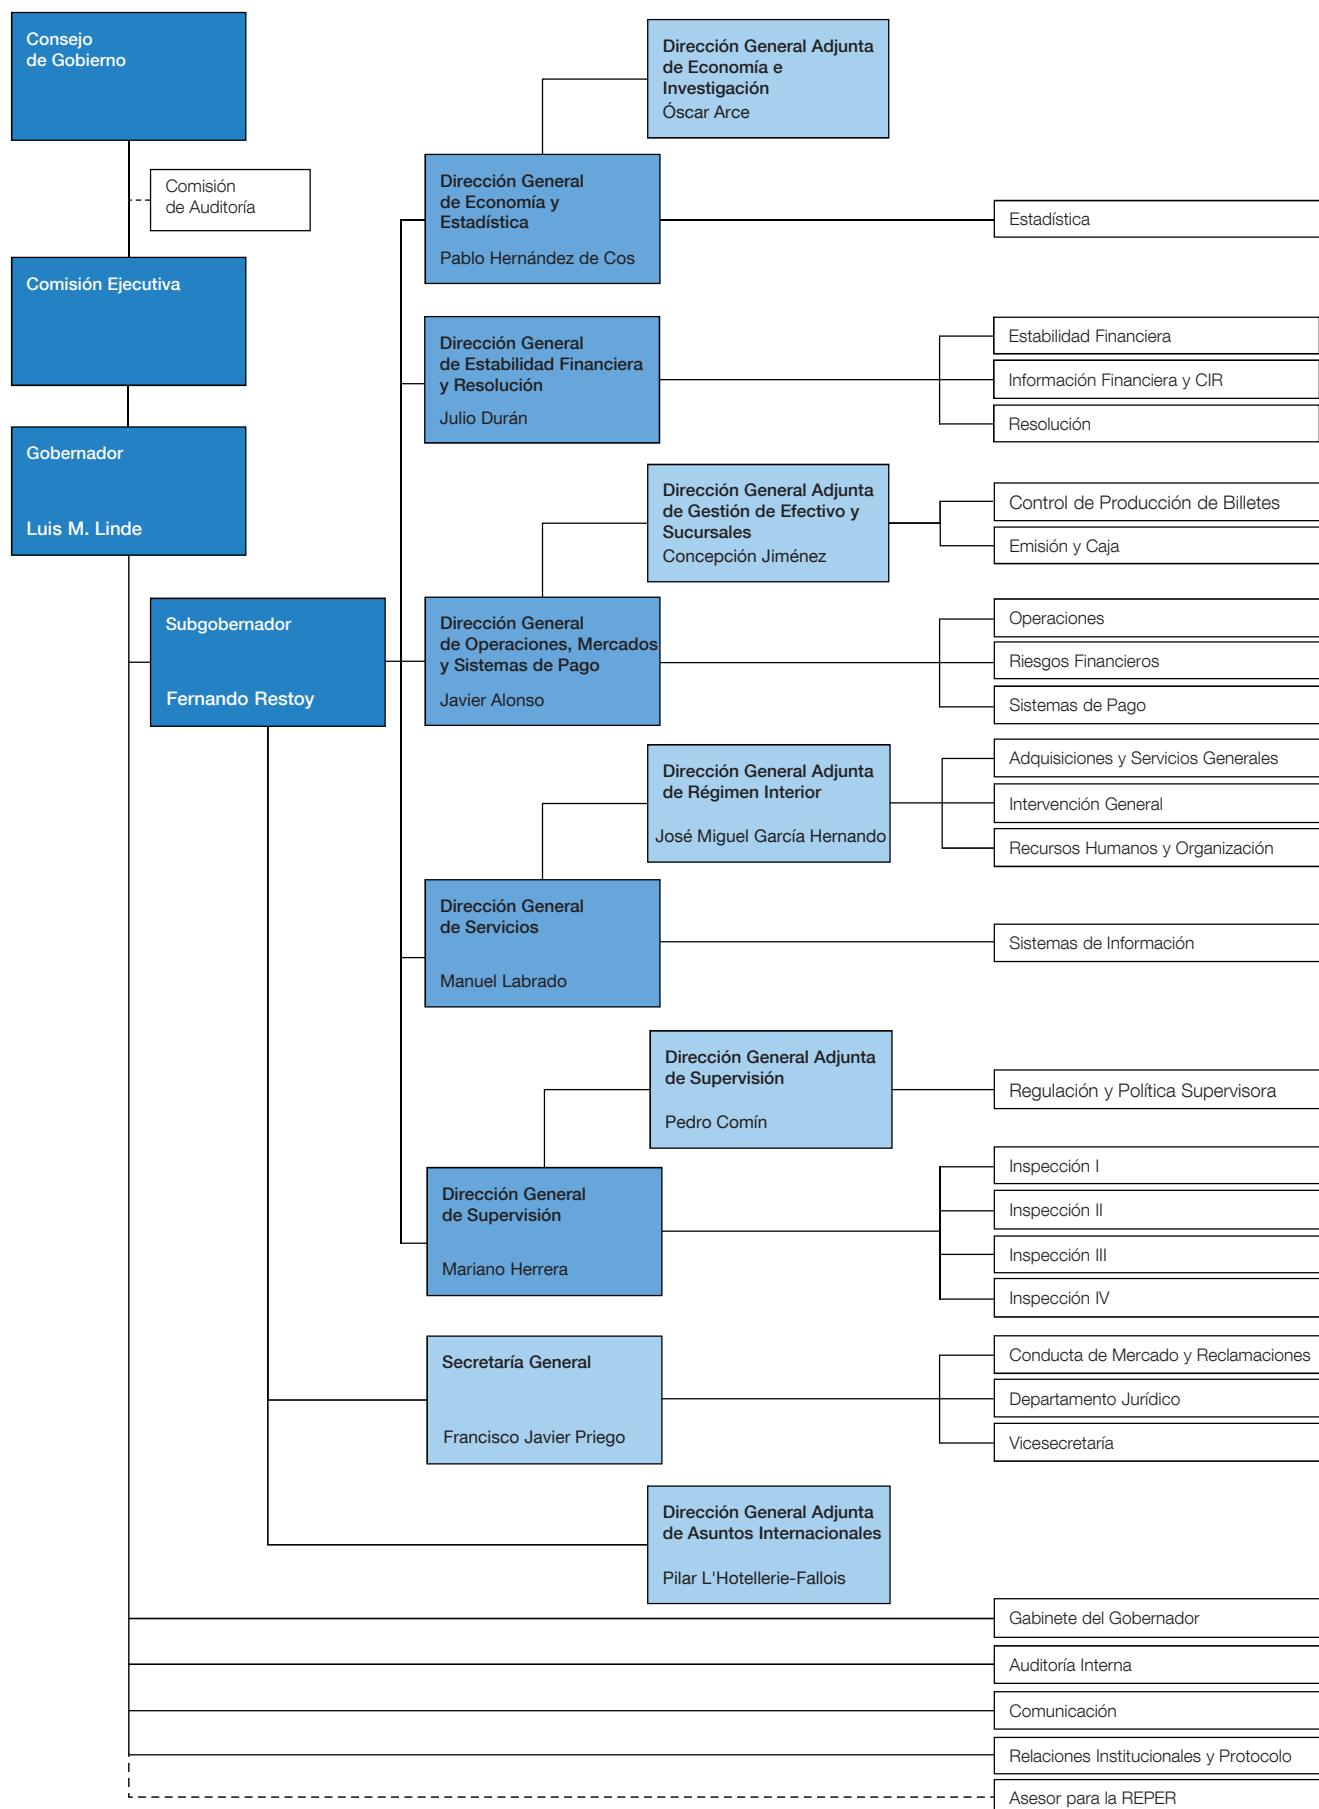 Consejo
de Gobierno
Comisión
de Auditoría
Comisión Ejecutiva
Gobernador
Luis M. Linde
Subgobernador
Fernando Restoy
Dirección General Adjunta
de Economía e
Investigación
Óscar Arce
Dirección General
de Economía y
Estadística
Pablo Hernández de Cos
Estadística
Dirección General
de Estabilidad Financiera
y Resolución
Julio Durán
Estabilidad Financiera
Información Financiera y CIR
Resolución
Dirección General Adjunta
de Gestión de Efectivo y
Sucursales
Concepción Jiménez
Control de Producción de Billetes
Emisión y Caja
Dirección General
de Operaciones, Mercados
y Sistemas de Pago
Javier Alonso
Operaciones
Riesgos Financieros
Sistemas de Pago
Dirección General Adjunta
de Régimen Interior
José Miguel García Hernando
Adquisiciones y Servicios Generales
Intervención General
Recursos Humanos y Organización
Dirección General
de Servicios
Manuel Labrado
Sistemas de Información
Dirección General Adjunta
de Supervisión
Pedro Comín
Regulación y Política Supervisora
Dirección General
de Supervisión
Mariano Herrera
Inspección I
Inspección II
Inspección III
Inspección IV
Secretaría General
Francisco Javier Priego
Conducta de Mercado y Reclamaciones
Departamento Jurídico
Vicesecretaría
Dirección General Adjunta
de Asuntos Internacionales
Pilar L'Hotellerie-Fallois
Gabinete del Gobernador
Auditoría Interna
Comunicación
Relaciones Institucionales y Protocolo
Asesor para la REPER